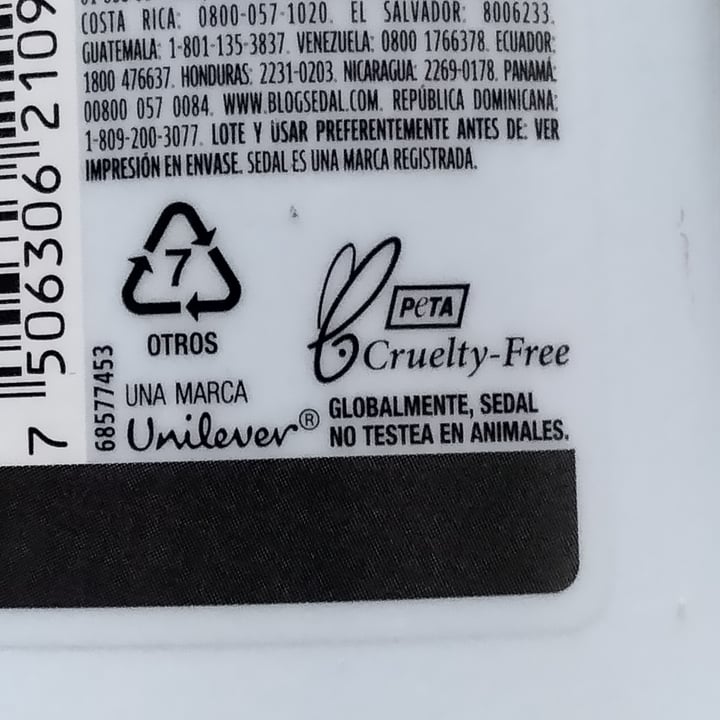 COSTA RICA: 0800-057-1020. EL SALVADOR: 8006233.
GUATEMALA: 1-801-135-3837. VENEZUELA: 0800 1766378. ECUADOR:
1800 476637. HONDURAS: 2231-0203. NICARAGUA: 2269-0178. PANAMÁ:
00800 057 0084. WWW.BLOGSEDAL.COM. REPÚBLICA DOMINICANA:
1-809-200-3077. LOTE Y USAR PREFERENTEMENTE ANTES DE: VER
IMPRESIÓN EN ENVASE. SEDAL ES UNA MARCA REGISTRADA.
7
OTROS
PETA
Cruelty-Free
UNA MARCA
Unilever®
GLOBALMENTE, SEDAL
NO TESTEA EN ANIMALES.
68577453
7 506306 2109